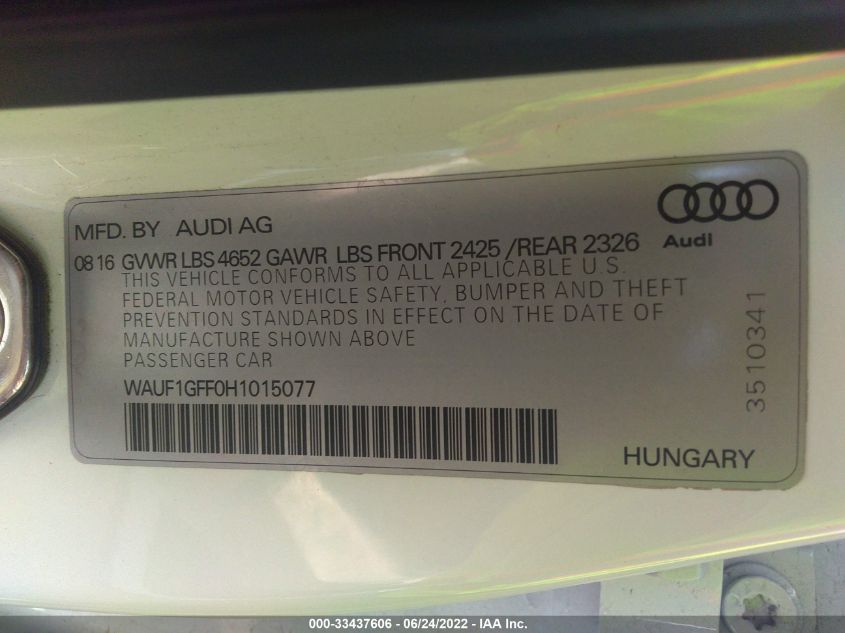 MFD. BY AUDI AG
Audi
08 16 GVWR LBS 4652 GAWR LBS FRONT 2425 / REAR 2326
THIS VEHICLE CONFORMS TO ALL APPLICABLE U.S.
FEDERAL MOTOR VEHICLE SAFETY, BUMPER AND THEFT
PREVENTION STANDARDS IN EFFECT ON THE DATE OF
MANUFACTURE SHOWN ABOVE
PASSENGER CAR
WAUF1GFF0H1015077
3510341
HUNGARY
000-33437606 - 06/24/2022 - IAA Inc.